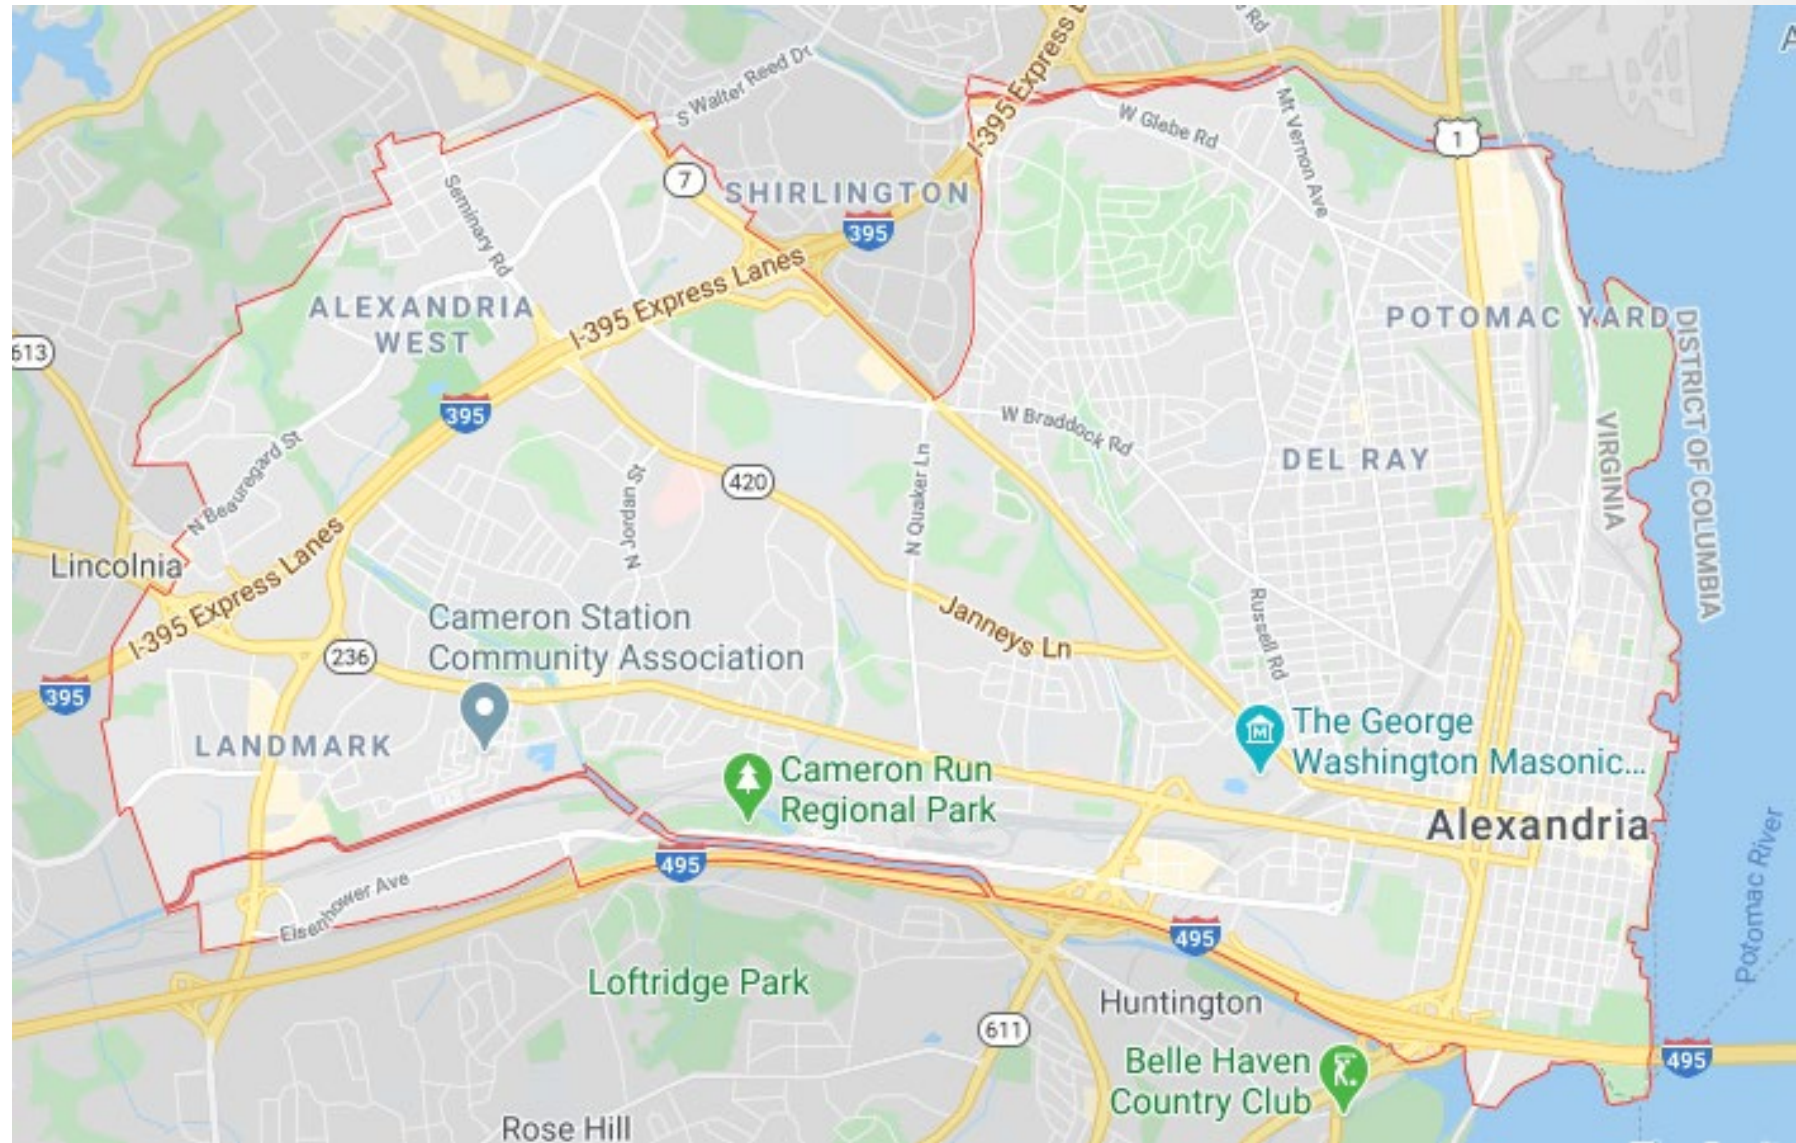 g Rd
A
I-395 Express L
S Walter Reed Dr
W Glebe Rd
Mt Vernon Ave
1
7
SHIRLINGTON
395
Seminary Rd
I-395 Express Lanes
ALEXANDRIA
WEST
POTOMAC YARD
DISTRICT OF COLUMBIA
VIRGINIA
613
395
W Braddock Rd
DEL RAY
N Beauregard St
N Jordan St
420
N Quaker Ln
Lincolnia
I-395 Express Lanes
Cameron Station
Community Association
Janneys Ln
Russell Rd
236
395
LANDMARK
The George
Washington Masonic...
Cameron Run
Regional Park
Alexandria
Potomac River
495
Eisenhower Ave
495
Loftridge Park
Huntington
611
Belle Haven
Country Club
495
Rose Hill